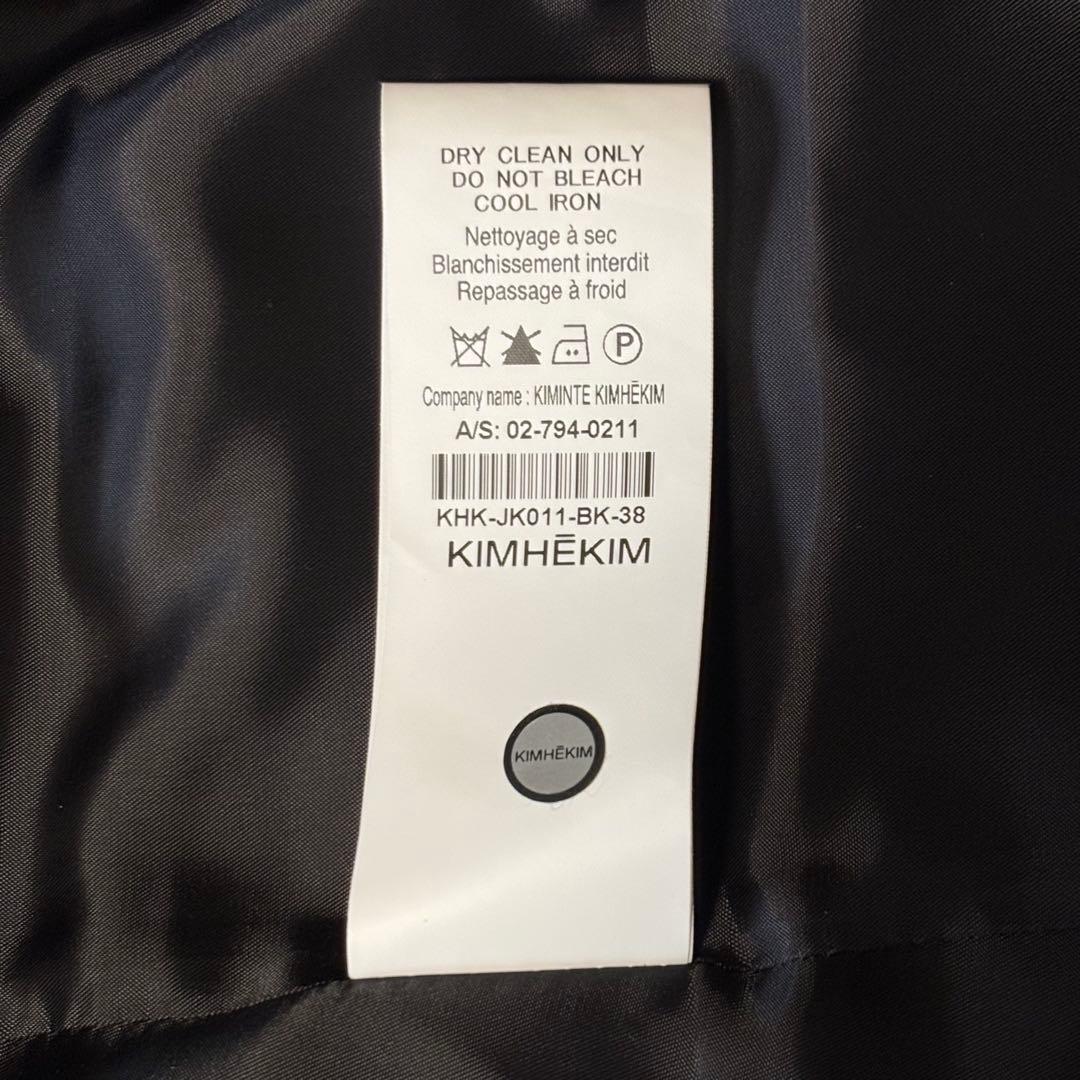 DRY CLEAN ONLY
DO NOT BLEACH
COOL IRON
Nettoyage à sec
Blanchissement interdit
Repassage à froid
P
Company name : KIMINTE KIMHĒKIM
A/S: 02-794-0211
KHK-JK011-BK-38
KIMHĒKIM
KIMHĒKIM